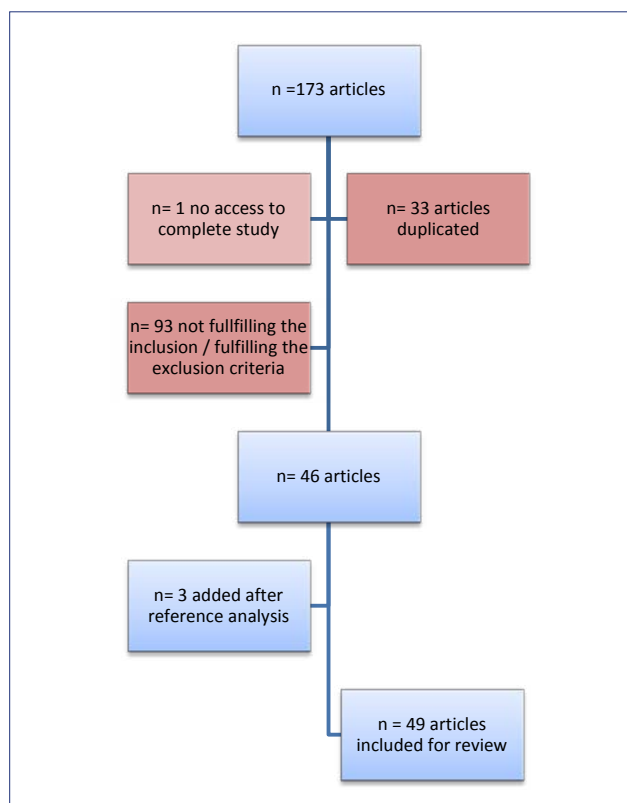 n =173 articles
n= 1 no access to
complete study
n= 33 articles
duplicated
n= 93 not fullfilling the
inclusion / fulfilling the
exclusion criteria
n= 46 articles
n= 3 added after
reference analysis
n = 49 articles
included for review